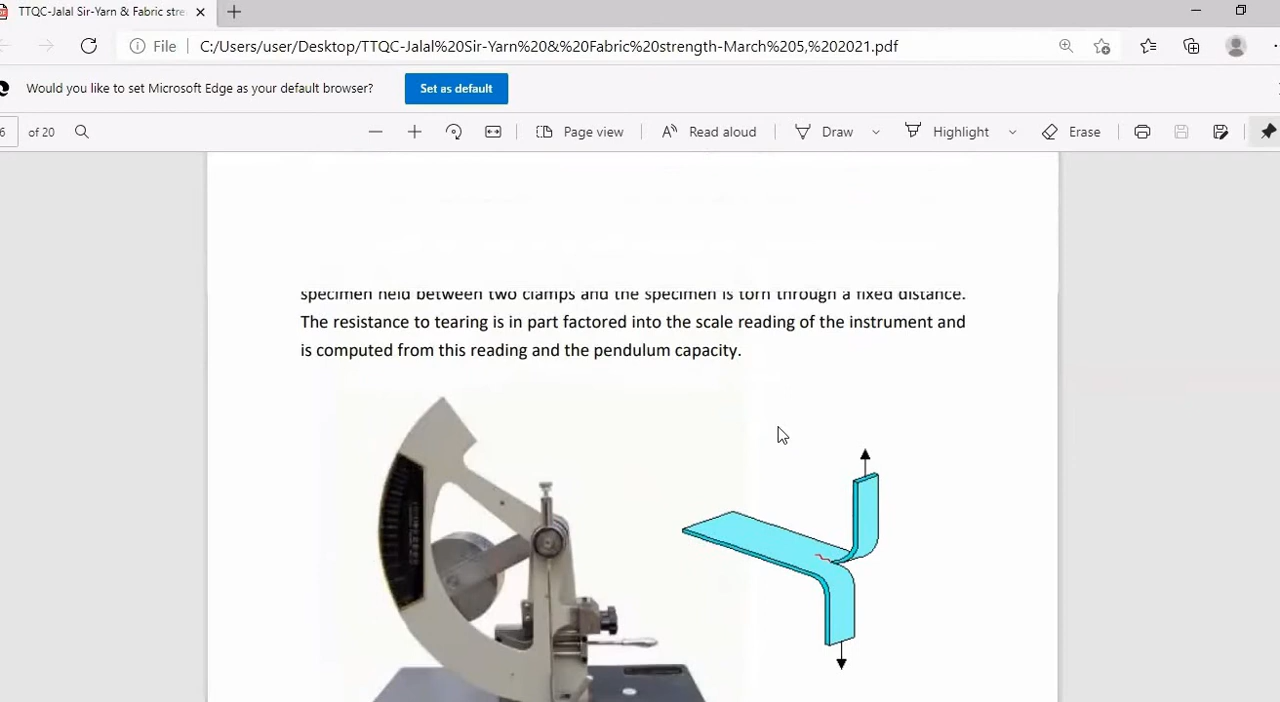 TTQC-Jalal Sir-Yarn & Fabric stre
File
C:/Users/user/Desktop/TTQC-Jalal%20Sir-Yarn%20&%20Fabric%20strength-March%205,%202021.pdf
Would you like to set Microsoft Edge as your default browser?
Set as default
6 of 20
Page view
Read aloud
Draw
Highlight
Erase
specimen held between two clamps and the specimen is torn through a fixed distance.
The resistance to tearing is in part factored into the scale reading of the instrument and
is computed from this reading and the pendulum capacity.